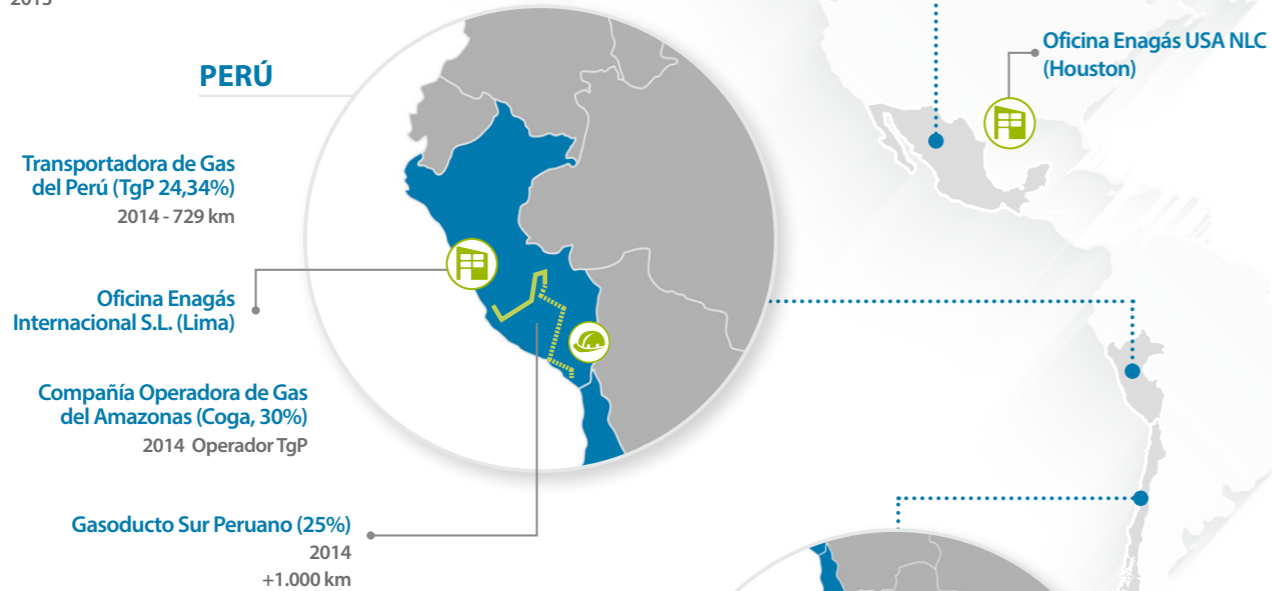 2015
PERÚ
Transportadora de Gas
del Perú (TgP 24,34%)
2014 - 729 km
Oficina Enagás
Internacional S.L. (Lima)
Compañía Operadora de Gas
del Amazonas (Coga, 30%)
2014 Operador TgP
Gasoducto Sur Peruano (25%)
2014
+1.000 km
Oficina Enagás USA NLC
(Houston)